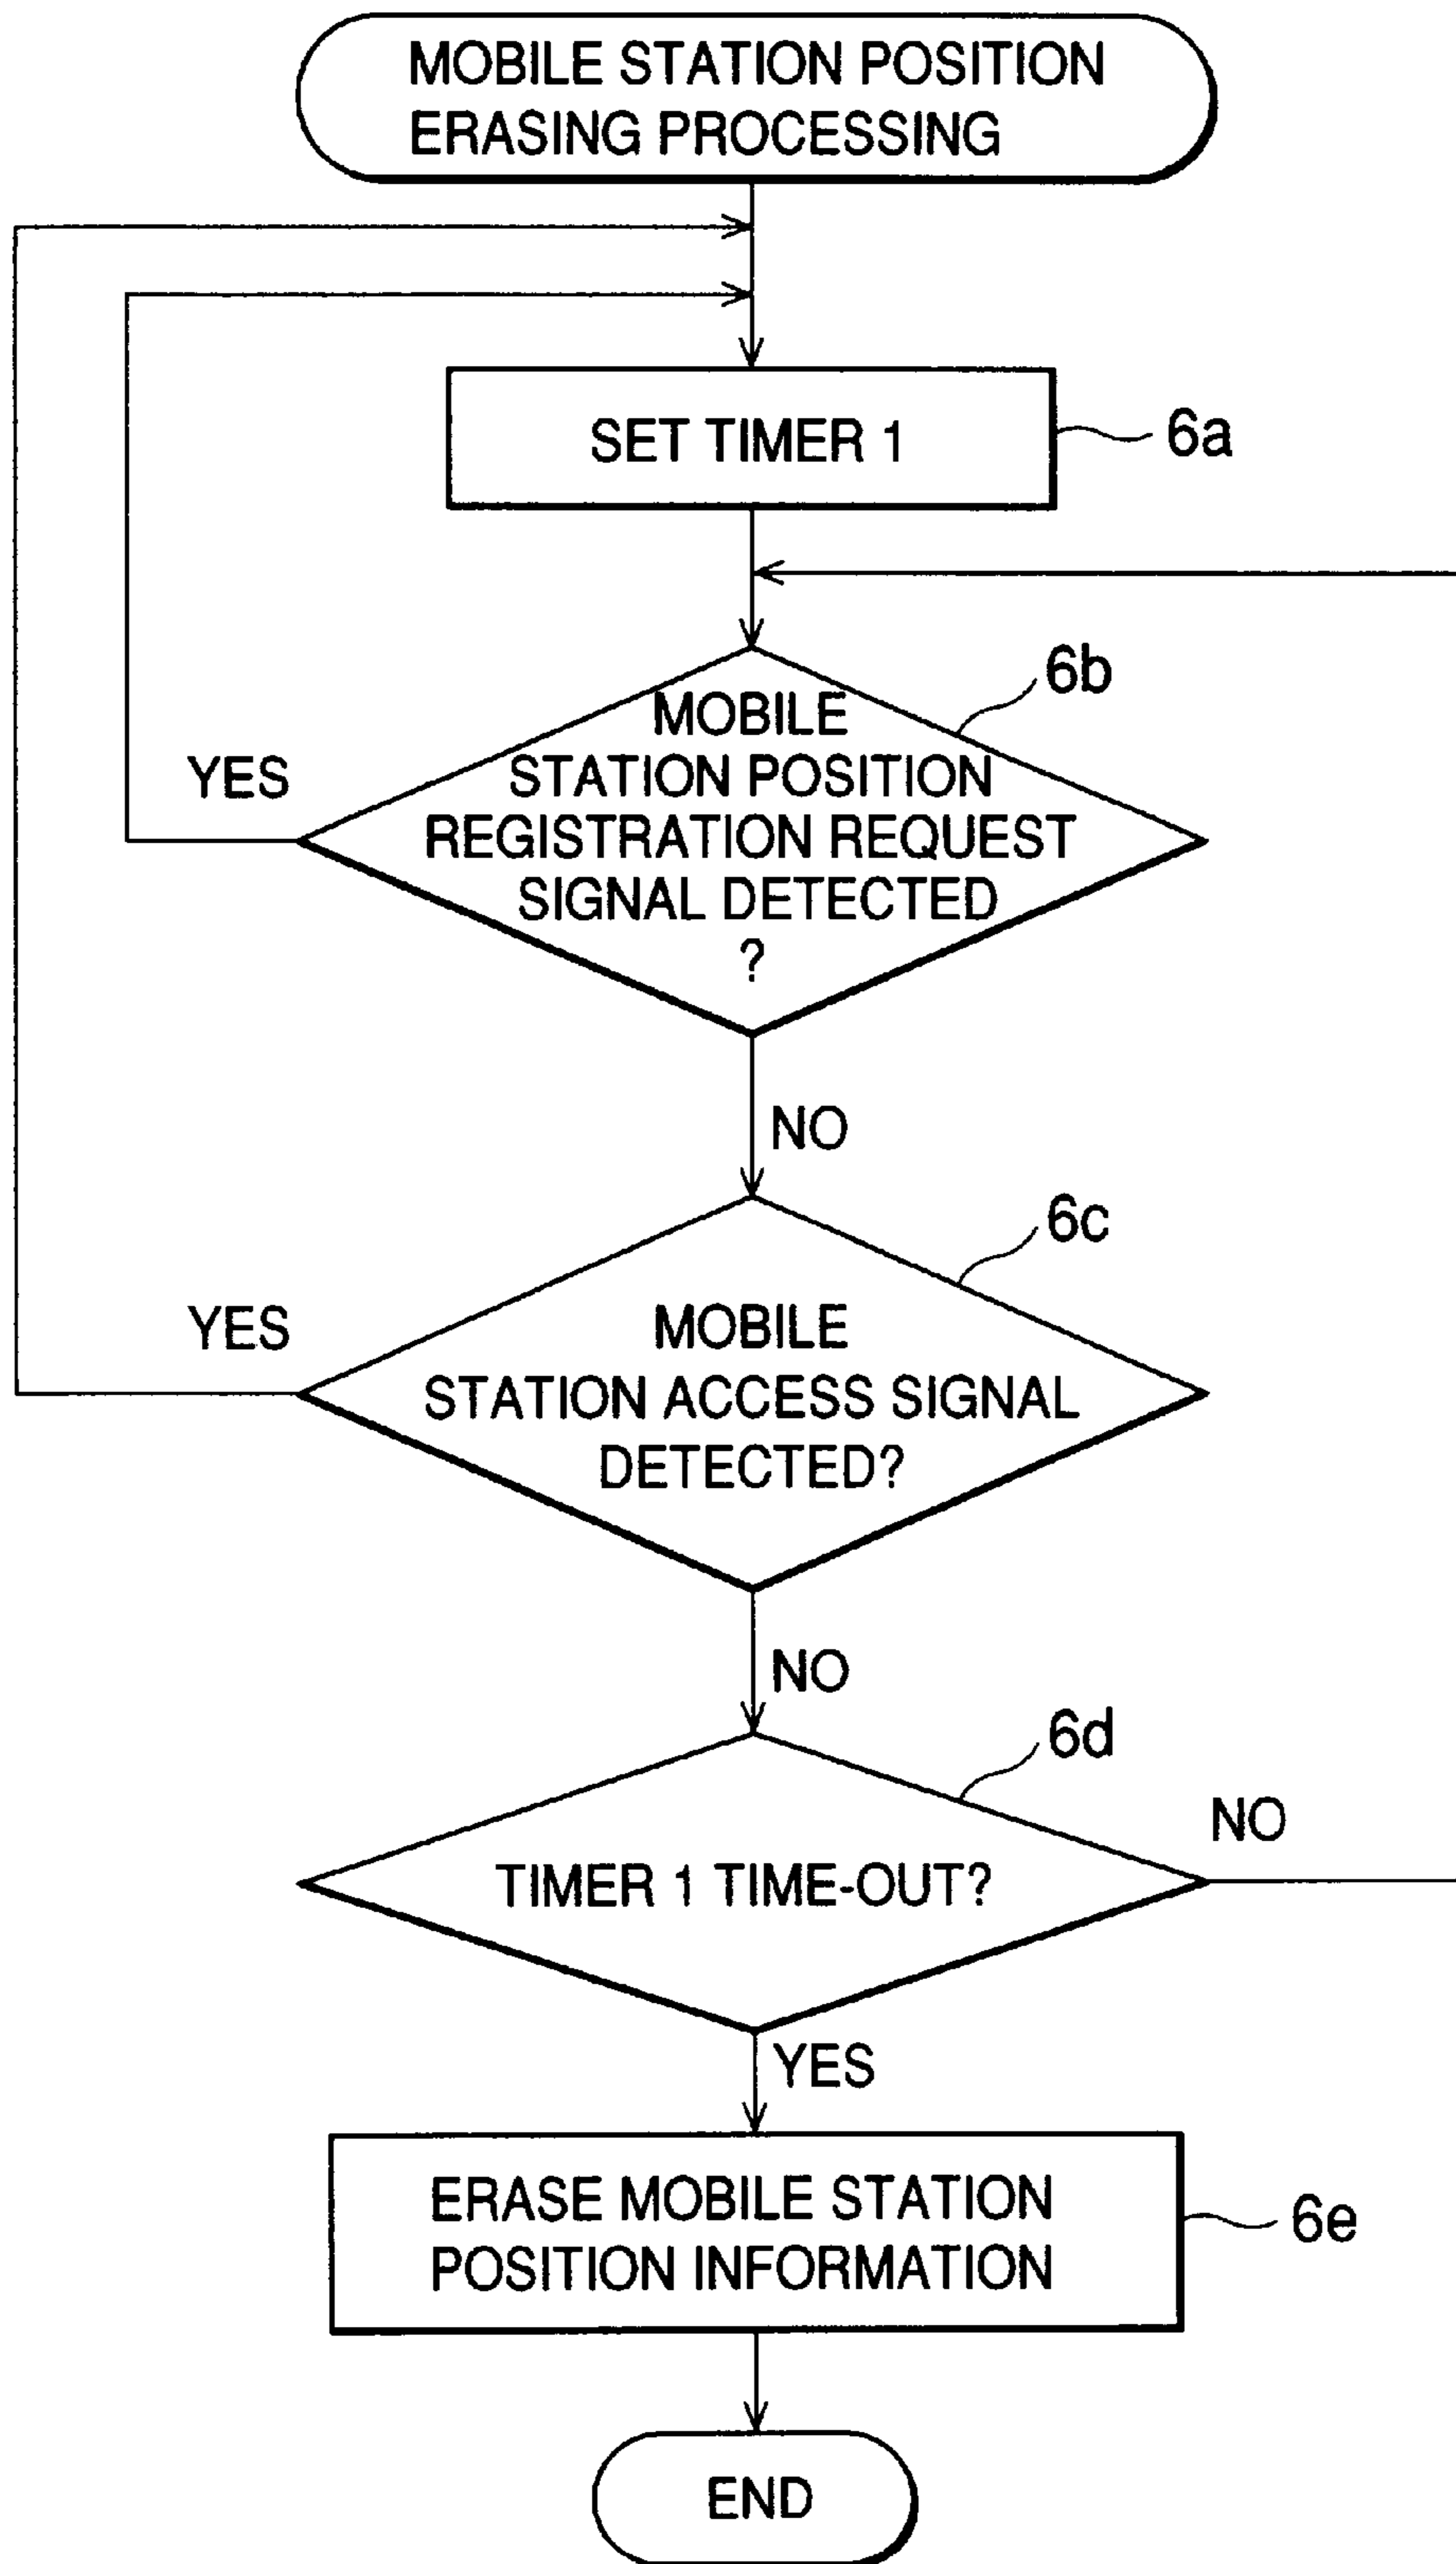 MOBILE STATION POSITION
ERASING PROCESSING
SET TIMER 1
6a
6b
MOBILE
STATION POSITION
REGISTRATION REQUEST
SIGNAL DETECTED
?
YES
NO
6c
MOBILE
STATION ACCESS SIGNAL
DETECTED?
YES
NO
6d
TIMER 1 TIME-OUT?
NO
YES
ERASE MOBILE STATION
POSITION INFORMATION
6e
END